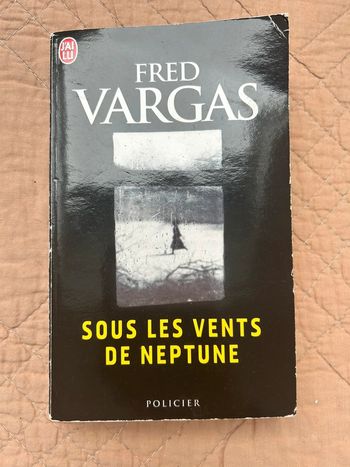 J'AI
LU
FRED
VARGAS
SOUS LES VENTS
DE NEPTUNE
POLICIER